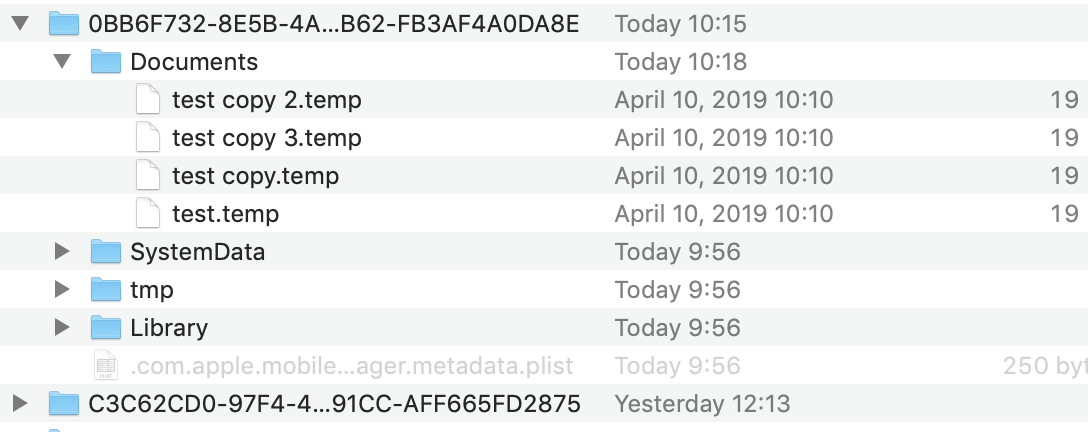 0BB6F732-8E5B-4A...B62-FB3AF4A0DA8E Today 10:15
Documents Today 10:18
test copy 2.temp April 10, 2019 10:10 19
test copy 3.temp April 10, 2019 10:10 19
test copy.temp April 10, 2019 10:10 19
test.temp April 10, 2019 10:10 19
SystemData Today 9:56
tmp Today 9:56
Library Today 9:56
.com.apple.mobile...ager.metadata.plist Today 9:56 250 byt
C3C62CD0-97F4-4...91CC-AFF665FD2875 Yesterday 12:13